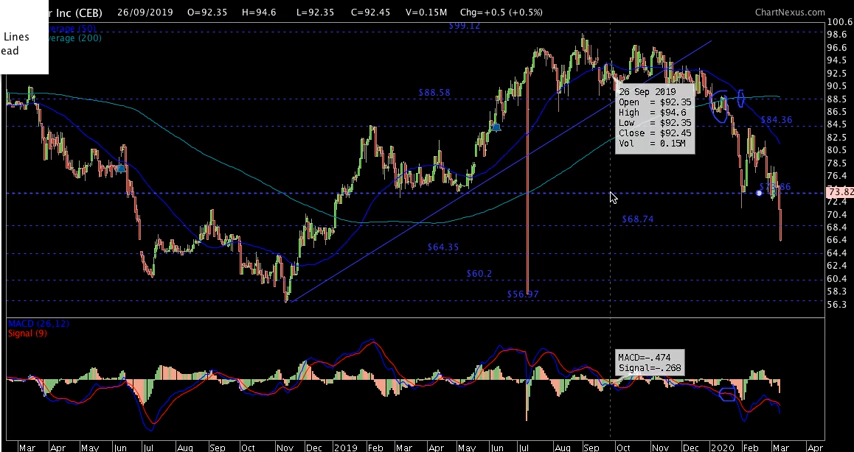 Lines
ead
r Inc (CEB) 26/09/2019 O=92.35 H=94.6 L=92.35 C=92.45 V=0.15M Chg=+0.5 (+0.5%) ChartNexus.com
erage (50)
erage (200)
$99.12
$88.58
$84.36
$68.74
$64.35
$60.2
$56.97
26 Sep 2019
Open = $92.35
High = $94.6
Low = $92.35
Close = $92.45
Vol = 0.15M
100.6
98.6
96.6
94.5
92.5
90.5
88.5
86.5
84.5
82.5
80.5
78.5
76.4
73.82
72.4
70.4
68.4
66.4
64.4
62.4
60.4
58.3
56.3
MACD (26,12)
Signal (9)
MACD=-.474
Signal=-.268
Mar Apr May Jun Jul Aug Sep Oct Nov Dec 2019 Feb Mar Apr May Jun Aug Sep Oct Nov Dec 2020 Feb Mar Apr